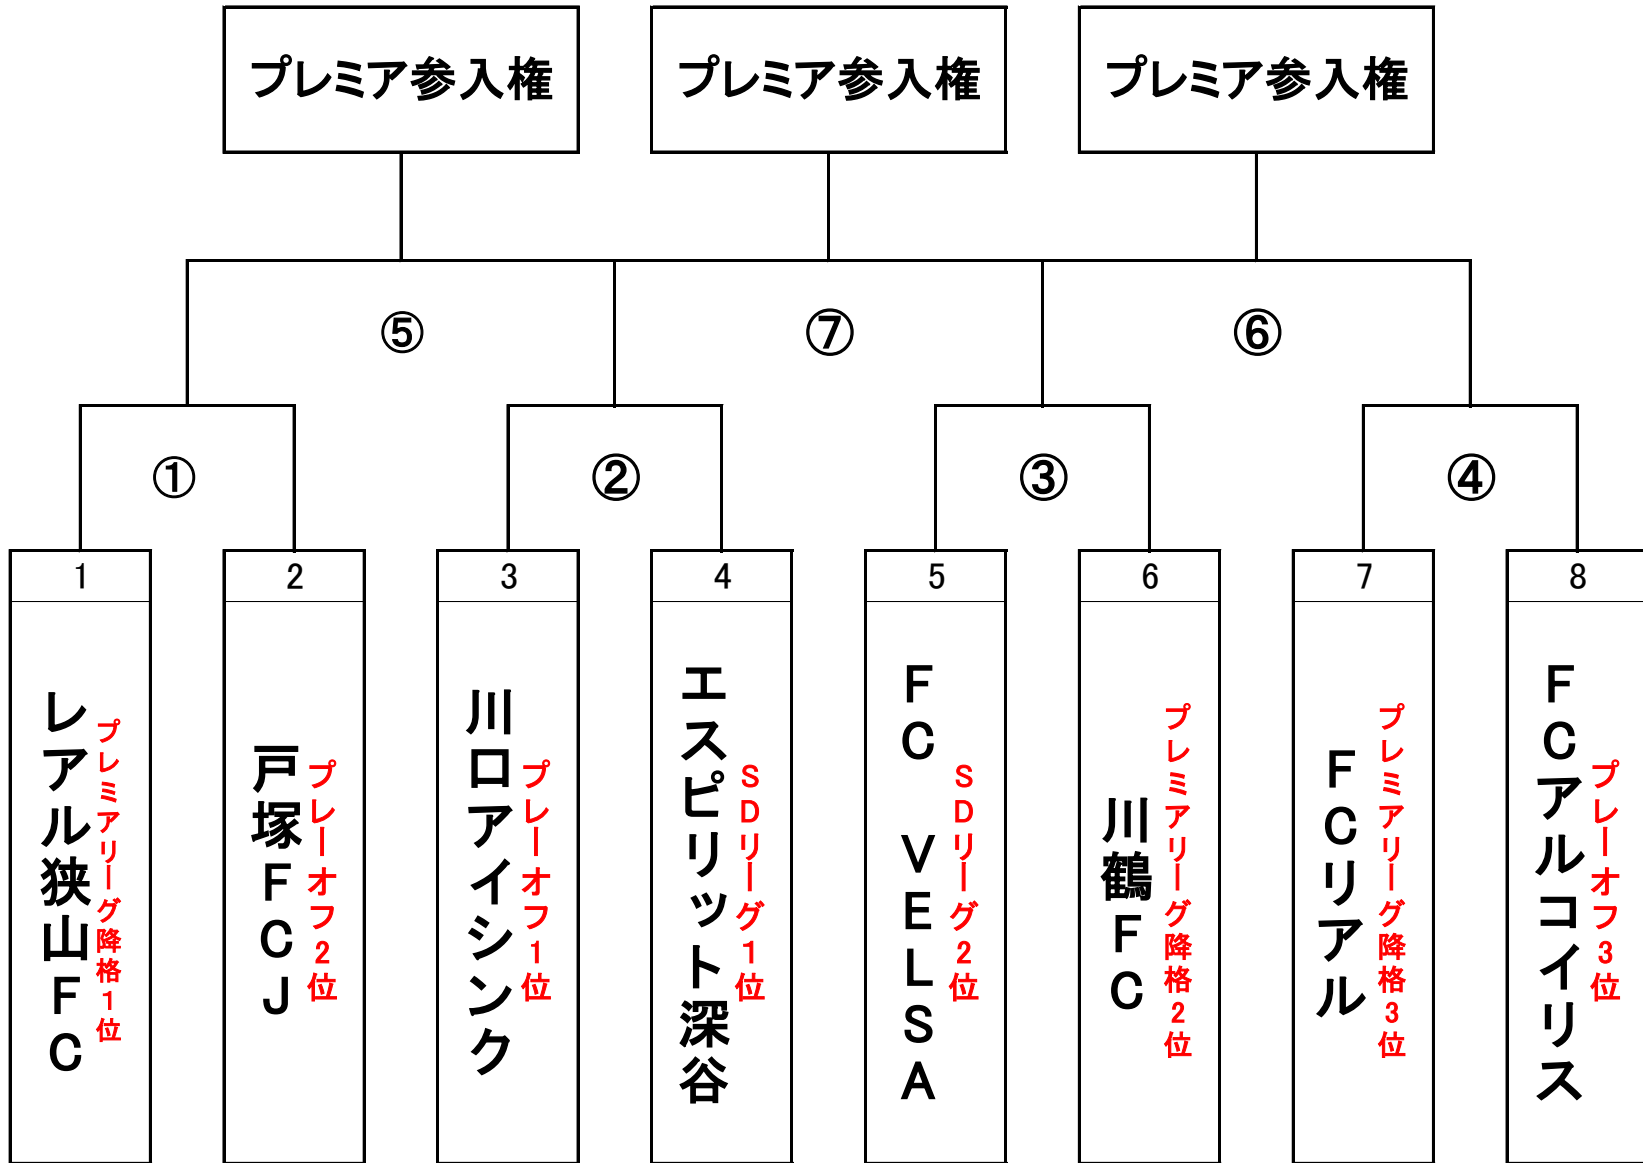 プレミア参入権
プレミア参入権
プレミア参入権
⑤
⑦
⑥
①
②
③
④
1
2
3
4
5
6
7
8
レアル狭山FC
プレミアリーグ降格1位
戸塚FCJ
プレーオフ2位
川口アイシンク
プレーオフ1位
エスピリット深谷
SDリーグ1位
FC VELSA
SDリーグ2位
川鶴FC
プレミアリーグ降格2位
FCリアル
プレミアリーグ降格3位
FCアルコイリス
プレーオフ3位